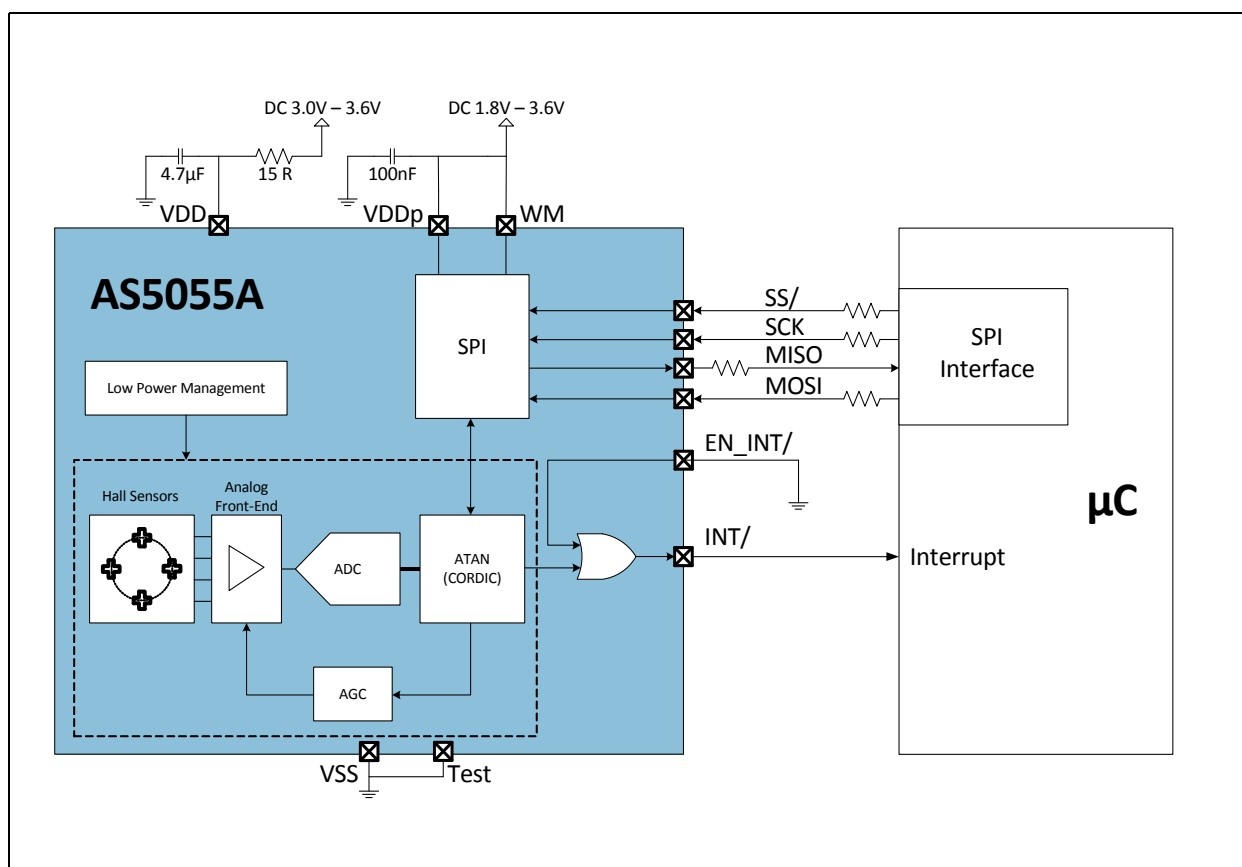 DC 3.0V – 3.6V
DC 1.8V – 3.6V
4.7µF
15 R
100nF
VDD
VDDp
WM
AS5055A
SPI
SS/
SCK
MISO
MOSI
SPI
Interface
Low Power Management
EN_INT/
Hall Sensors
Analog
Front-End
ADC
ATAN
(CORDIC)
INT/
Interrupt
µC
AGC
VSS
Test